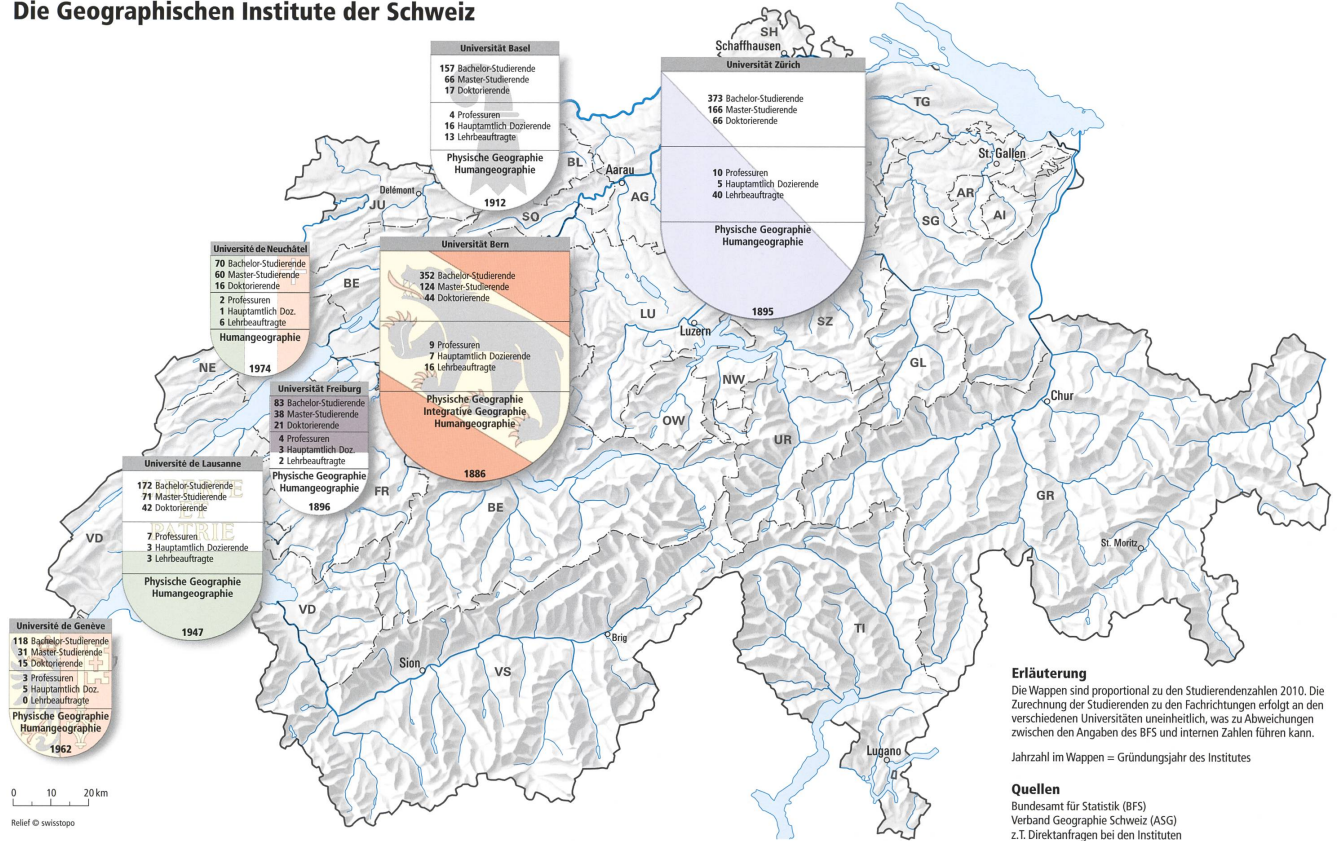 Die Geographischen Institute der Schweiz
Universität Basel
157 Bachelor-Studierende
66 Master-Studierende
17 Doktorierende
4 Professuren
16 Hauptamtlich Dozierende
13 Lehrbeauftragte
Physische Geographie
Humangeographie
1912
Universität Zürich
373 Bachelor-Studierende
166 Master-Studierende
66 Doktorierende
10 Professuren
5 Hauptamtlich Dozierende
40 Lehrbeauftragte
Physische Geographie
Humangeographie
1895
Université de Neuchâtel
70 Bachelor-Studierende
60 Master-Studierende
16 Doktorierende
2 Professuren
1 Hauptamtlich Doz.
6 Lehrbeauftragte
Humangeographie
1974
Universität Bern
352 Bachelor-Studierende
124 Master-Studierende
44 Doktorierende
9 Professuren
7 Hauptamtlich Dozierende
16 Lehrbeauftragte
Physische Geographie
Integrative Geographie
Humangeographie
1886
Universität Freiburg
83 Bachelor-Studierende
38 Master-Studierende
21 Doktorierende
4 Professuren
3 Hauptamtlich Doz.
2 Lehrbeauftragte
Physische Geographie
Humangeographie
1896
Université de Lausanne
172 Bachelor-Studierende
71 Master-Studierende
42 Doktorierende
7 Professuren
3 Hauptamtlich Dozierende
3 Lehrbeauftragte
ET
PATRIE
Physische Geographie
Humangeographie
1947
Université de Genève
118 Bachelor-Studierende
31 Master-Studierende
15 Doktorierende
3 Professuren
5 Hauptamtlich Doz.
0 Lehrbeauftragte
Physische Geographie
Humangeographie
1962
SH
Schaffhausen
TG
St. Gallen
AR
AI
SG
BL
Aarau
AG
SO
Delémont
JU
BE
LU
Luzern
SZ
GL
NE
NW
OW
UR
Chur
FR
BE
GR
VD
St. Moritz
VD
TI
Brig
Sion
VS
Lugano
0 10 20 km
Relief © swisstopo
Erläuterung
Die Wappen sind proportional zu den Studierendenzahlen 2010. Die
Zurechnung der Studierenden zu den Fachrichtungen erfolgt an den
verschiedenen Universitäten uneinheitlich, was zu Abweichungen
zwischen den Angaben des BFS und internen Zahlen führen kann.
Jahrzahl im Wappen = Gründungsjahr des Institutes
Quellen
Bundesamt für Statistik (BFS)
Verband Geographie Schweiz (ASG)
z.T. Direktanfragen bei den Instituten